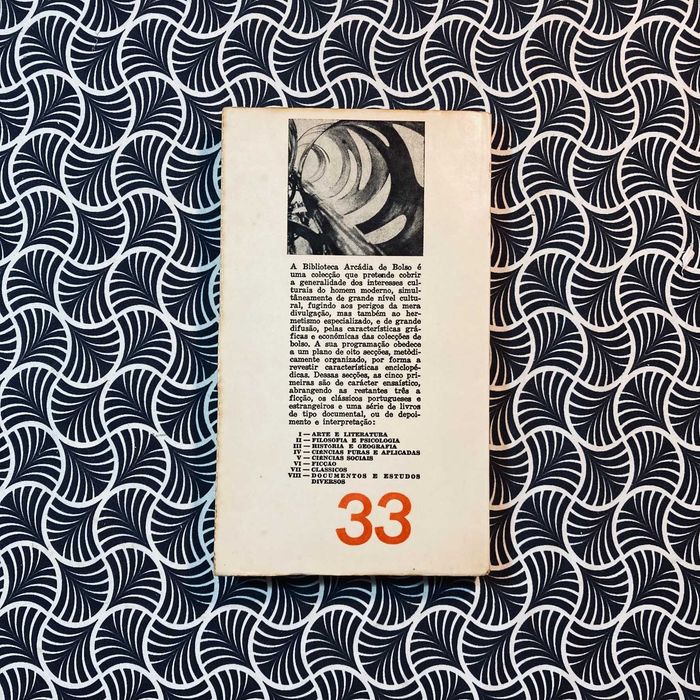 A Biblioteca Arcádia de Bolso é
uma colecção que pretende cobrir
a generalidade dos interesses cul-
turais do homem moderno, simul-
tâneamente de grande nível cultu-
ral, fugindo aos perigos da mera
divulgação, mas também ao her-
metismo especializado, e de grande
difusão, pelas características grá-
ficas e económicas das colecções de
bolso. A sua programação obedece
a um plano de oito secções, metòdi-
camente organizado, por forma a
revestir características enciclopé-
dicas. Dessas secções, as cinco pri-
meiras são de carácter ensaístico,
abrangendo as restantes três a
ficção, os clássicos portugueses e
estrangeiros e uma série de livros
de tipo documental, ou de depoi-
mento e interpretação:
I — ARTE E LITERATURA
II — FILOSOFIA E PSICOLOGIA
III — HISTÓRIA E GEOGRAFIA
IV — CIÊNCIAS PURAS E APLICADAS
V — CIÊNCIAS SOCIAIS
VI — FICÇÃO
VII — CLÁSSICOS
VIII — DOCUMENTOS E ESTUDOS
DIVERSOS
33